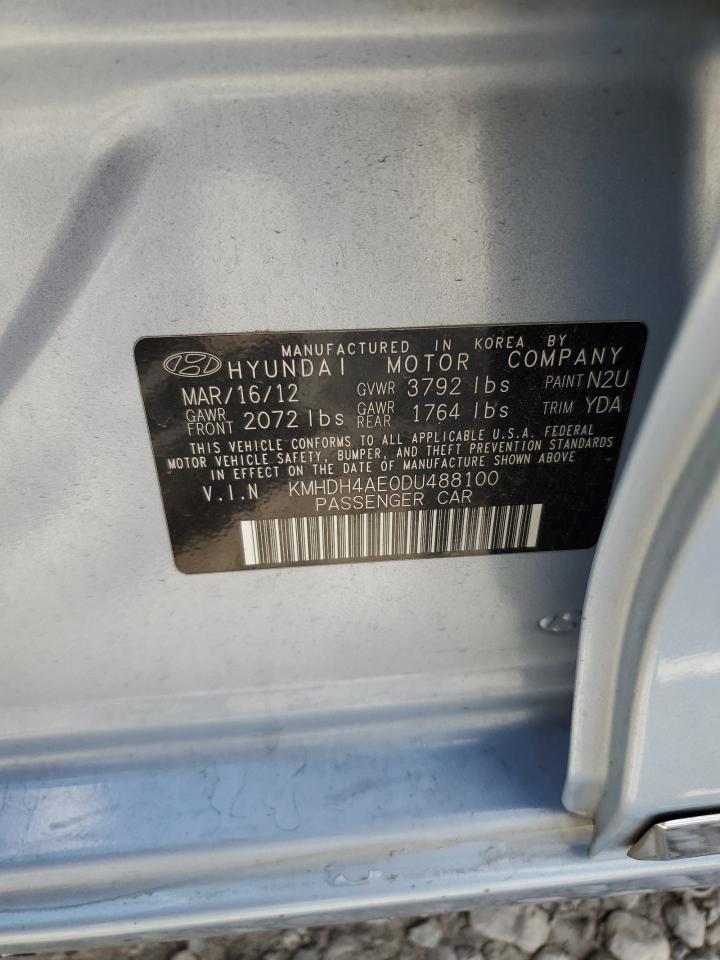 MANUFACTURED IN KOREA BY
HYUNDAI MOTOR COMPANY
MAR/16/12 GVWR 3792 lbs PAINT N2U
GAWR FRONT 2072 lbs GAWR REAR 1764 lbs TRIM YDA
THIS VEHICLE CONFORMS TO ALL APPLICABLE U.S.A. FEDERAL
MOTOR VEHICLE SAFETY, BUMPER, AND THEFT PREVENTION STANDARDS
IN EFFECT ON THE DATE OF MANUFACTURE SHOWN ABOVE.
V.I.N KMHDH4AE0DU488100
PASSENGER CAR